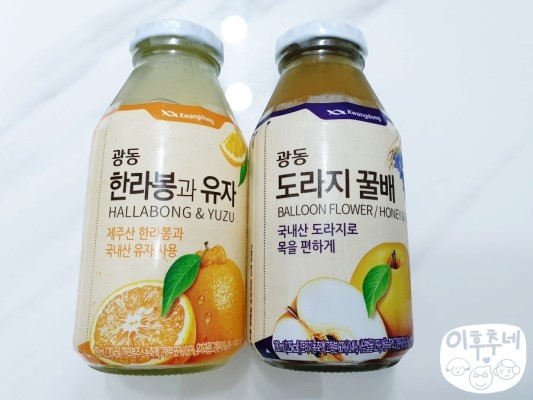 Kwangdong
광동
한라봉과 유자
HALLABONG & YUZU
제주산 한라봉과
국내산 유자 사용
Kwangdong
광동
도라지 꿀배
BALLOON FLOWER / HONEY &
국내산 도라지로
목을 편하게
이후추네